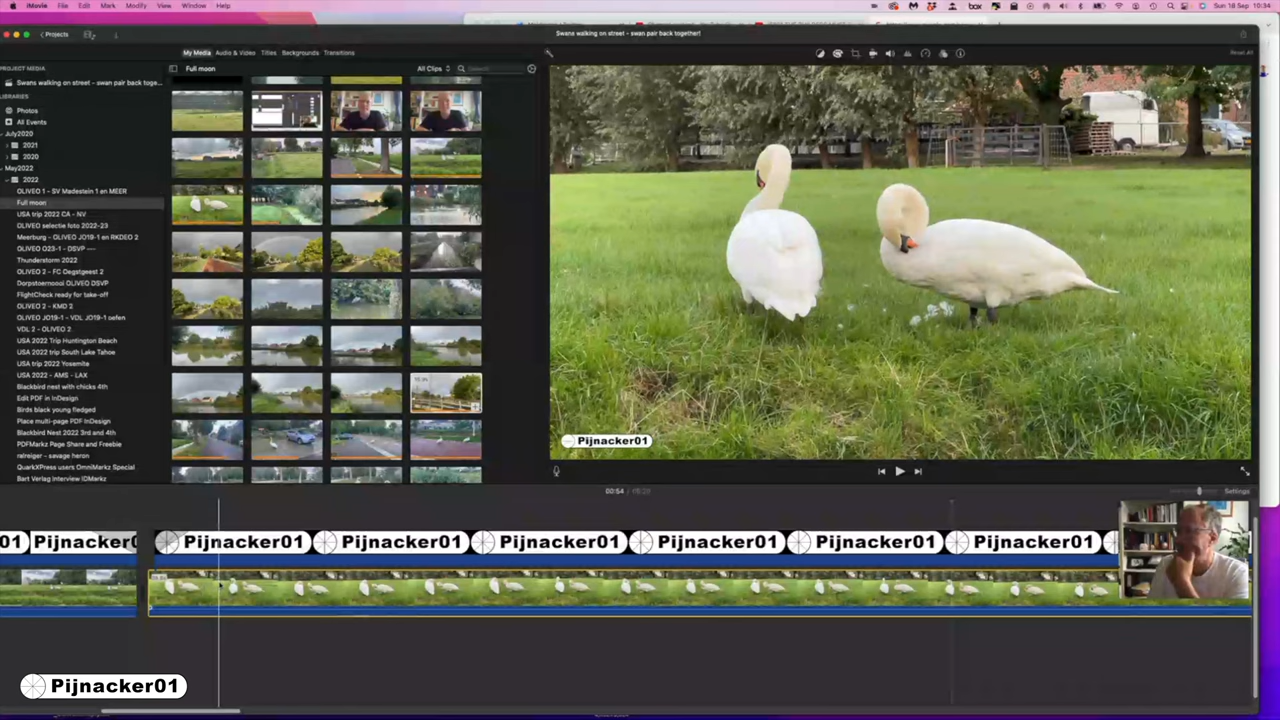 iMovie File Edit Mark Modify View Window Help
box
Sun 18 Sep 10:34
Projects
Swans walking on street - swan pair back together!
My Media Audio & Video Titles Backgrounds Transitions
Reset All
PROJECT MEDIA
Full moon
All Clips
Search
Swans walking on street - swan pair back toge...
LIBRARIES
Photos
All Events
July2020
2021
2020
May2022
2022
OLIVEO 1 - SV Madestein 1 en MEER
Full moon
USA trip 2022 CA - NV
OLIVEO selectie foto 2022-23
Meerburg - OLIVEO JO19-1 en RKDEO 2
OLIVEO O23-1 - DSVP ---
Thunderstorm 2022
OLIVEO 2 - FC Oegstgeest 2
Dorpstoernooi OLIVEO DSVP
FlightCheck ready for take-off
OLIVEO 2 - KMD 2
OLIVEO JO19-1 - VDL JO19-1 oefen
VDL 2 - OLIVEO 2
USA 2022 Trip Huntington Beach
USA 2022 trip South Lake Tahoe
USA trip 2022 Yosemite
USA 2022 - AMS - LAX
Blackbird nest with chicks 4th
Edit PDF in InDesign
Birds black young fledged
Place multi-page PDF InDesign
Blackbird Nest 2022 3rd and 4th
PDFMarkz Page Share and Freebie
ralreiger - savage heron
QuarkXPress users OmniMarkz Special
Bart Verlag Interview IDMarkz
Pijnacker01
00:54
Settings
01 Pijnacker0 Pijnacker01 Pijnacker01 Pijnacker01 Pijnacker01 Pijnacker01 Pijnacker01
Pijnacker01